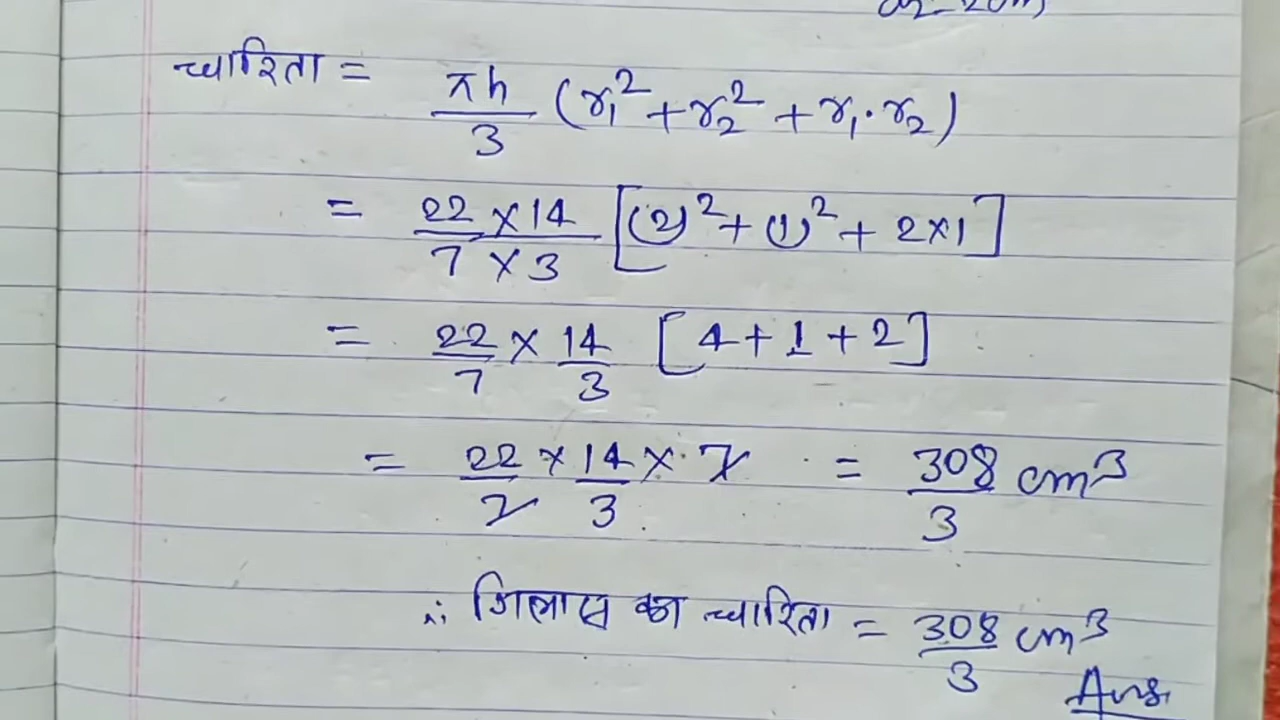 च्यारिता = πh/3 (r₁² + r₂² + r₁·r₂)
= 22 × 14 / 7 × 3 [(2)² + (1)² + 2×1]
= 22/7 × 14/3 [4 + 1 + 2]
= 22/7 × 14/3 × 7 = 308/3 cm³
∴ गिलास का च्यारिता = 308/3 cm³
Ans